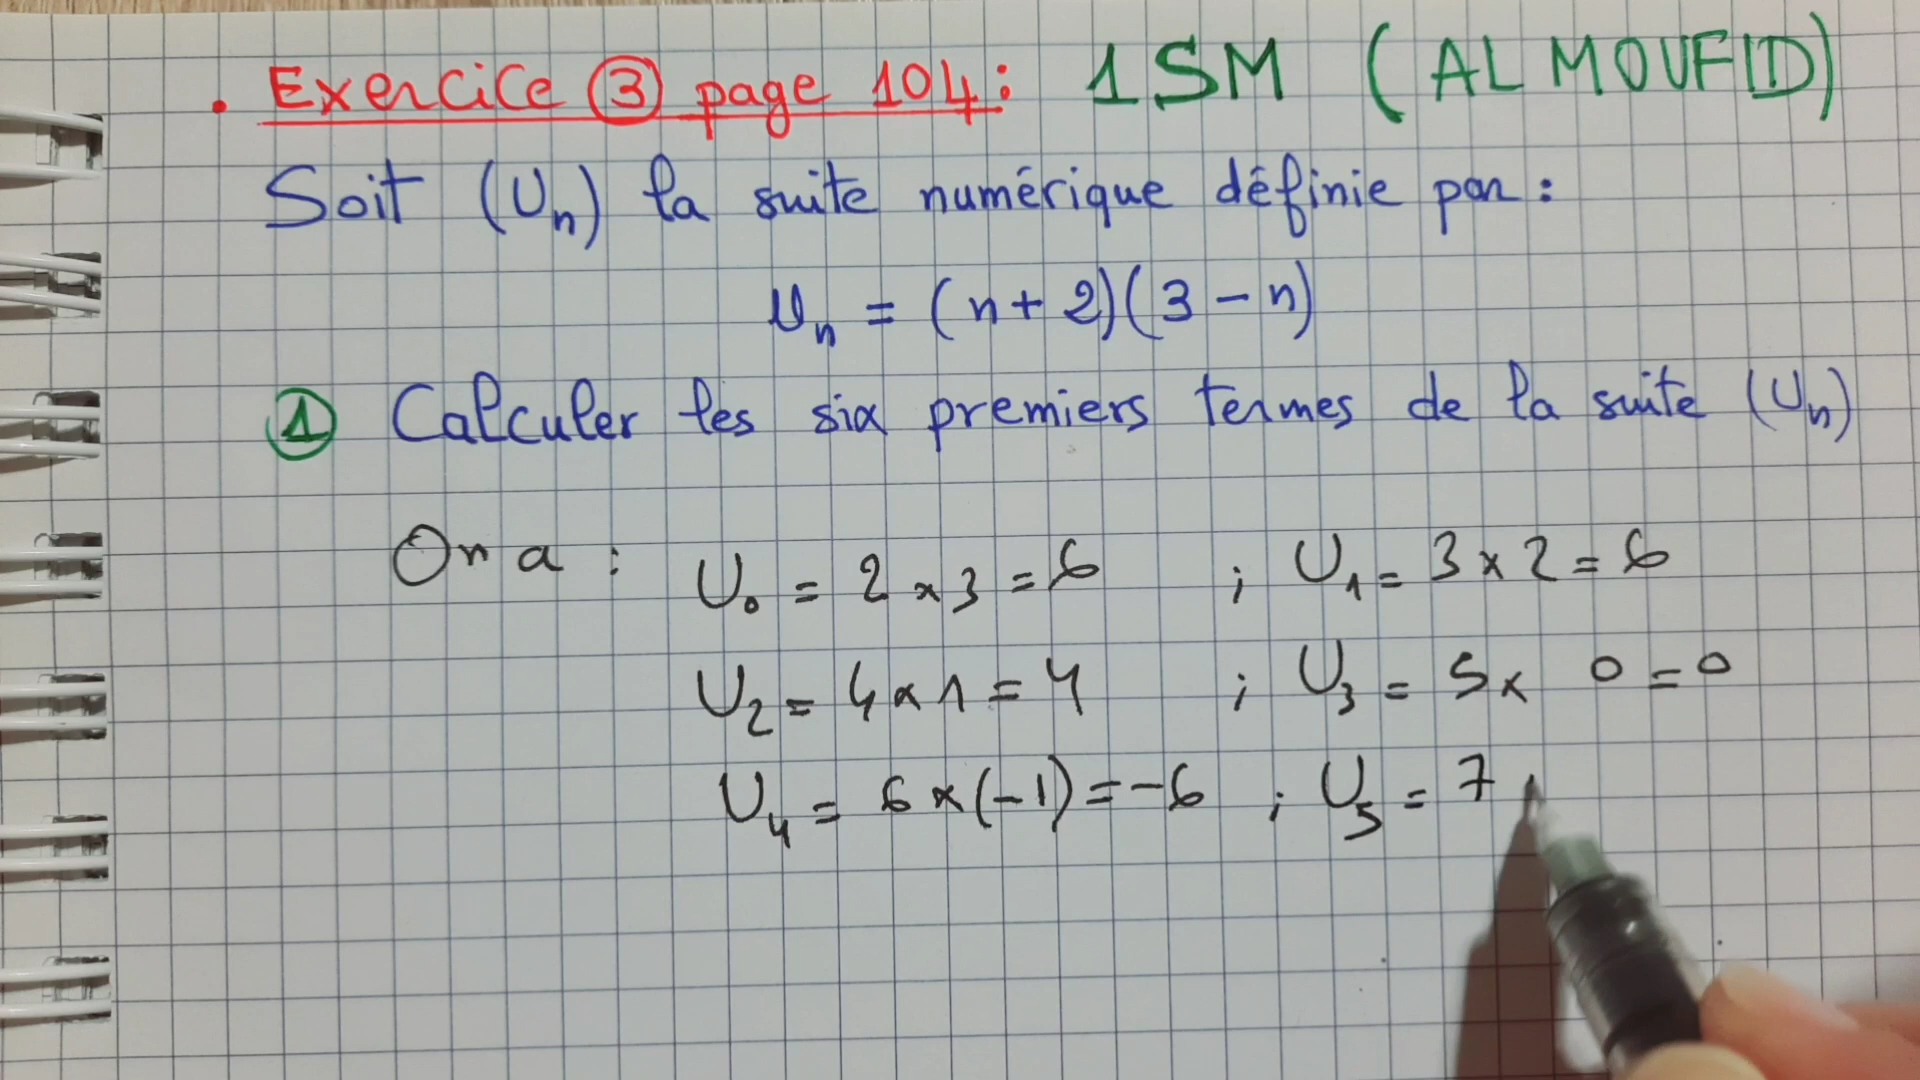 . Exercice ③ page 104: 1SM (AL MOUFID)
Soit (Uₙ) la suite numérique définie par:
Uₙ = (n+2)(3-n)
① Calculer les six premiers termes de la suite (Uₙ)
On a : U₀ = 2 × 3 = 6 ; U₁ = 3 × 2 = 6
U₂ = 4 × 1 = 4 ; U₃ = 5 × 0 = 0
U₄ = 6 × (-1) = -6 ; U₅ = 7